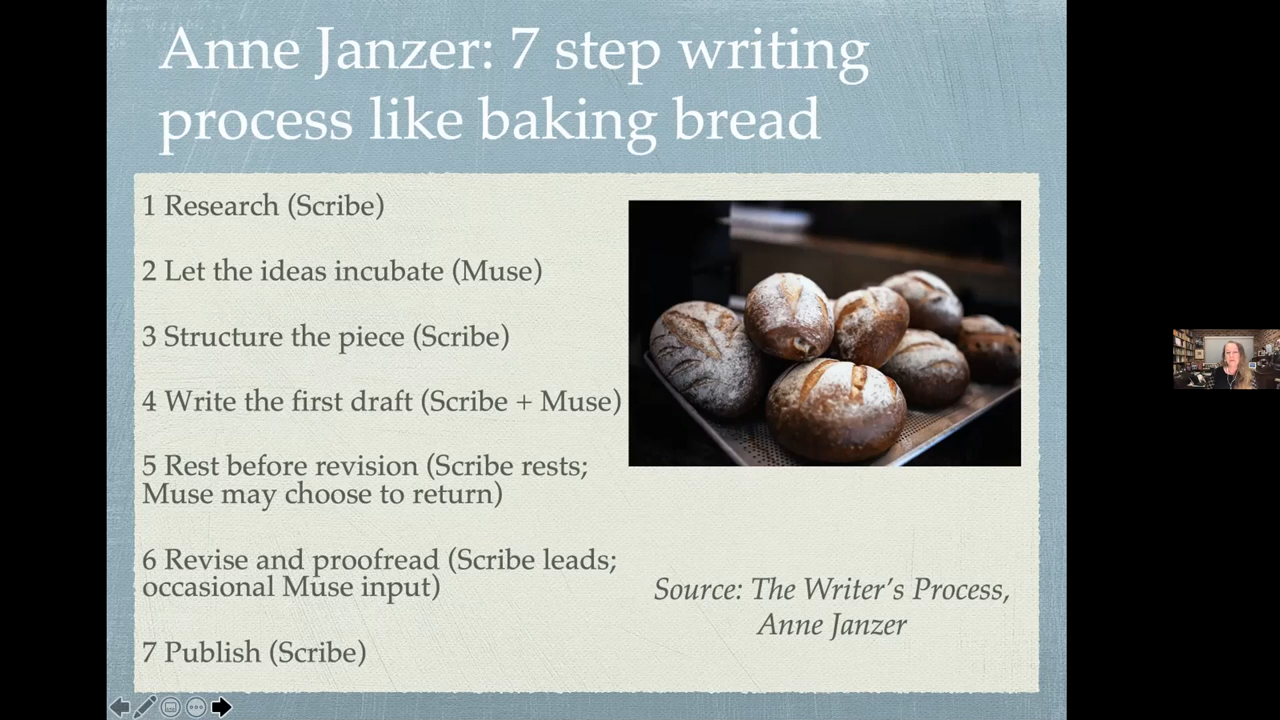 Anne Janzer: 7 step writing
process like baking bread
1 Research (Scribe)
2 Let the ideas incubate (Muse)
3 Structure the piece (Scribe)
4 Write the first draft (Scribe + Muse)
5 Rest before revision (Scribe rests;
Muse may choose to return)
6 Revise and proofread (Scribe leads;
occasional Muse input)
7 Publish (Scribe)
Source: The Writer’s Process,
Anne Janzer